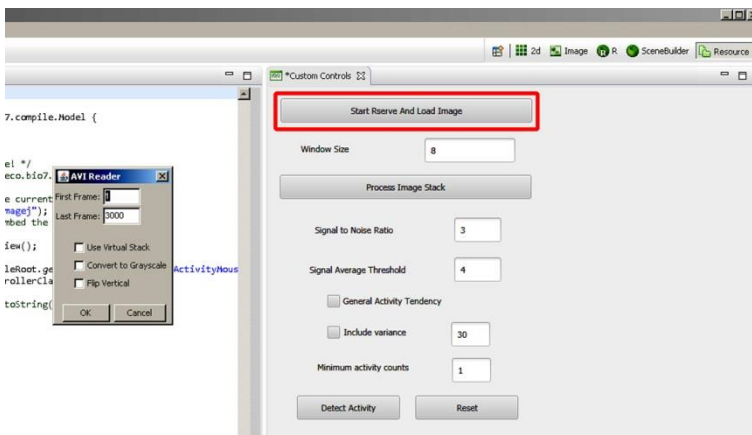 2d Image R SceneBuilder Resource
*Custom Controls
7.compile.Model {
el */
eco.bio7.
e current
magej");
mbed the
iew();
leRoot.ge
ActivityMous
rollerCla
toString(
AVI Reader
First Frame: 1
Last Frame: 3000
Use Virtual Stack
Convert to Grayscale
Flip Vertical
OK Cancel
Start Rserve And Load Image
Window Size 8
Process Image Stack
Signal to Noise Ratio 3
Signal Average Threshold 4
General Activity Tendency
Include variance 30
Minimum activity counts 1
Detect Activity Reset